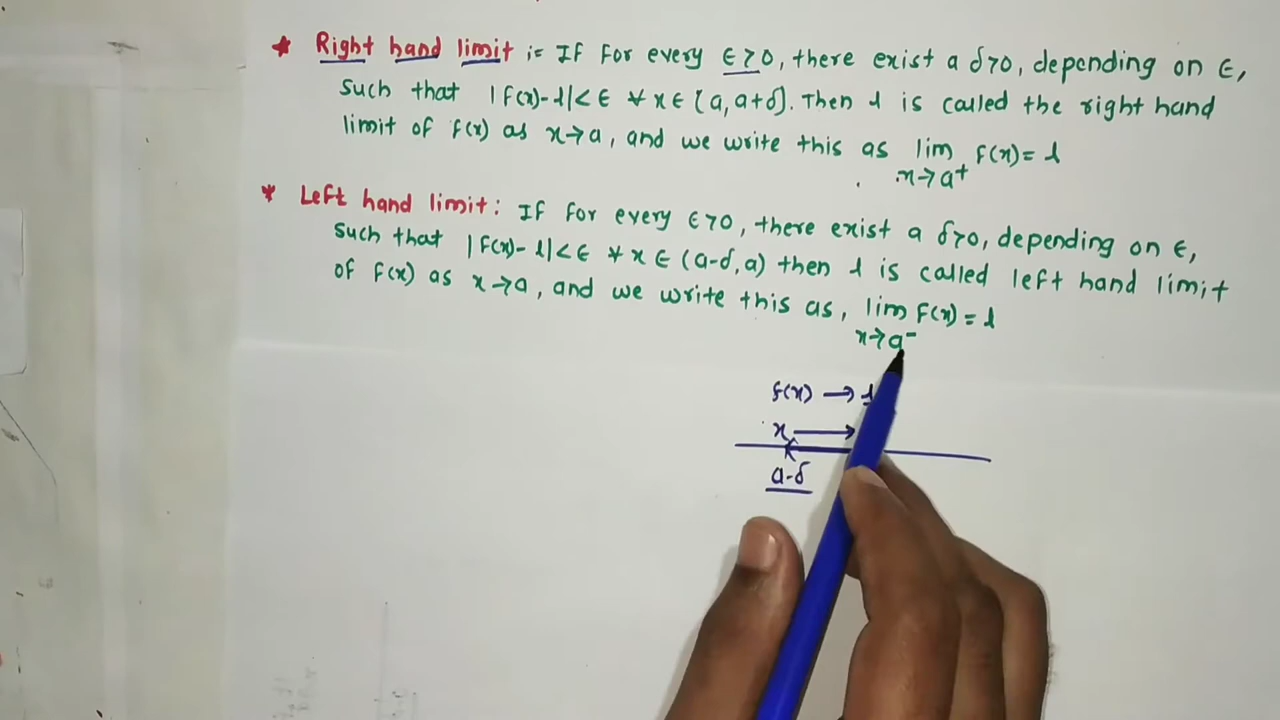 * Right hand limit := If for every ε>0, there exist a δ>0, depending on ε,
such that |f(x)-l|<ε ∀ x ∈ [a, a+δ]. Then l is called the right hand
limit of f(x) as x→a, and we write this as lim f(x)=l
x→a⁺
* Left hand limit: If for every ε>0, there exist a δ>0, depending on ε,
such that |f(x)-l|<ε ∀ x ∈ (a-δ, a) then l is called left hand limit
of f(x) as x→a, and we write this as, lim f(x)=l
x→a⁻
f(x) → l
x →
a-δ